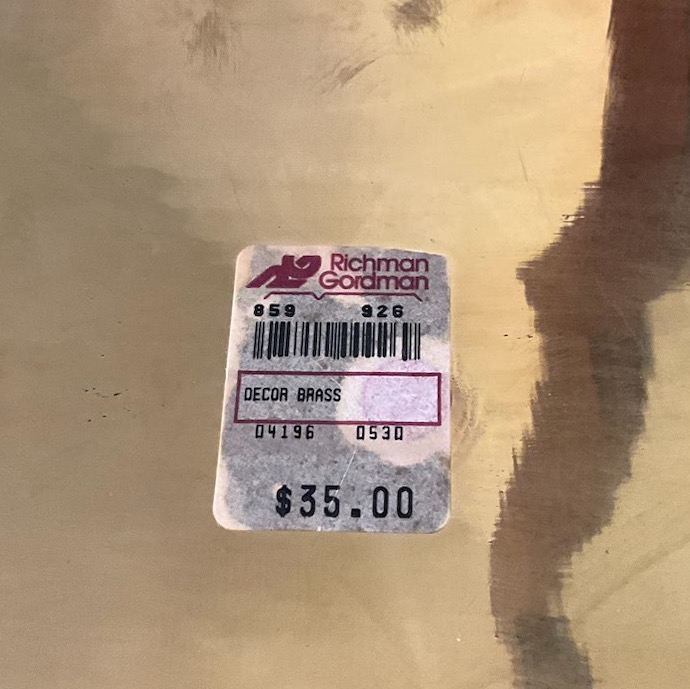 Richman
Gordman
859 926
DECOR BRASS
04196 0530
$35.00